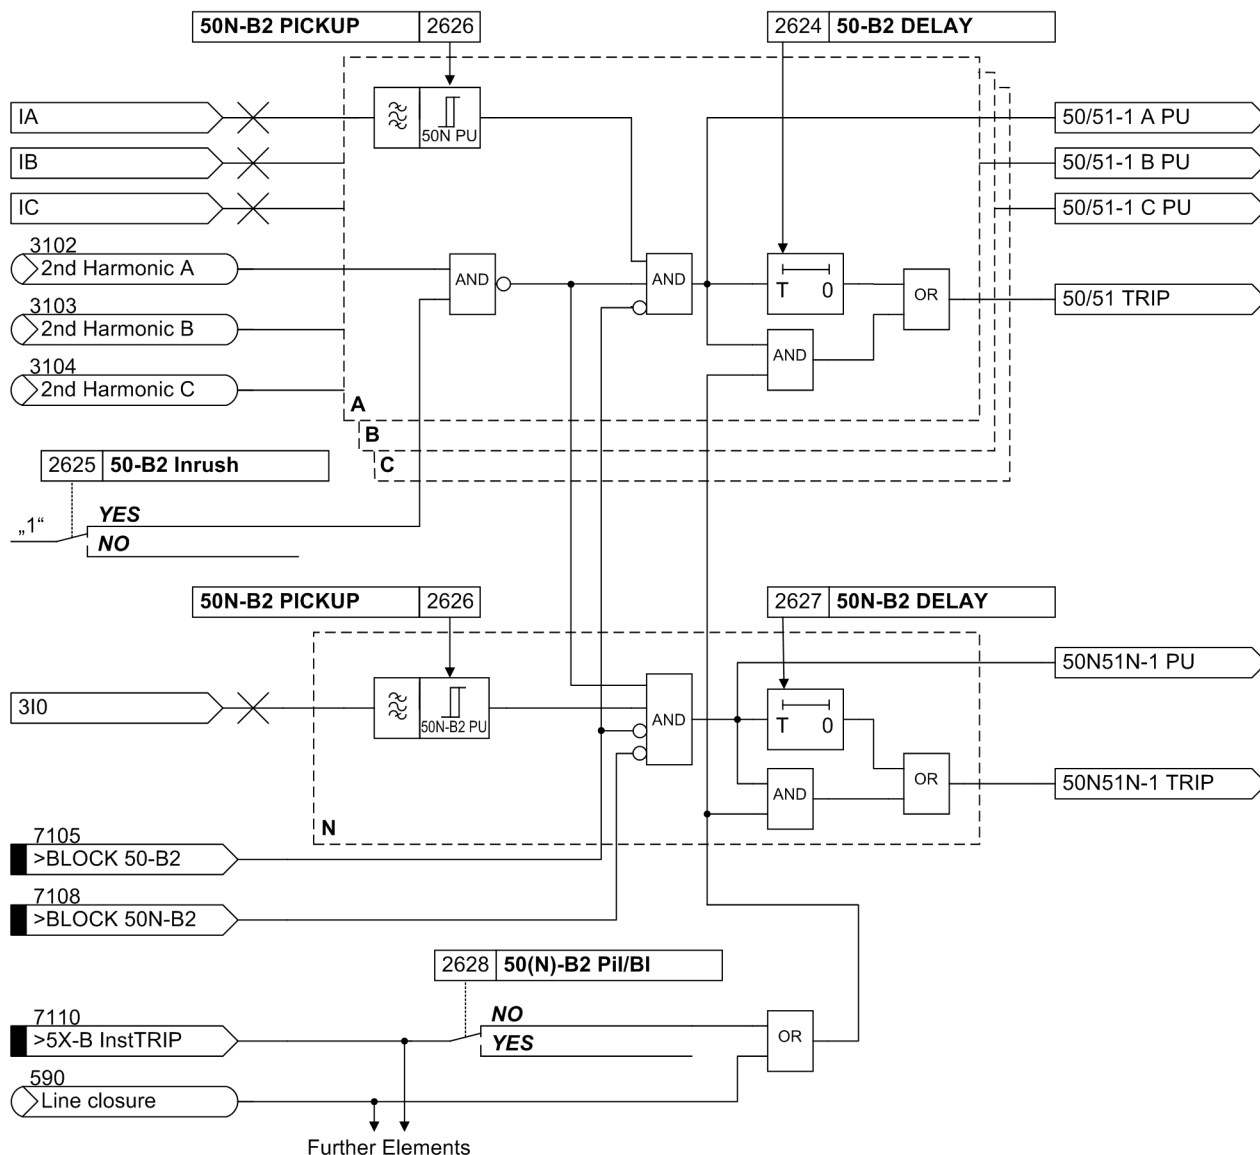 50N-B2 PICKUP 2626
2624 50-B2 DELAY
IA
50N PU
50/51-1 A PU
IB
50/51-1 B PU
IC
50/51-1 C PU
3102
2nd Harmonic A
AND
AND
T 0
OR
50/51 TRIP
3103
2nd Harmonic B
AND
3104
2nd Harmonic C
A
B
C
2625 50-B2 Inrush
„1“
YES
NO
50N-B2 PICKUP 2626
2627 50N-B2 DELAY
50N51N-1 PU
3I0
50N-B2 PU
AND
T 0
OR
50N51N-1 TRIP
AND
N
7105
>BLOCK 50-B2
7108
>BLOCK 50N-B2
2628 50(N)-B2 Pil/BI
7110
>5X-B InstTRIP
NO
YES
OR
590
Line closure
Further Elements